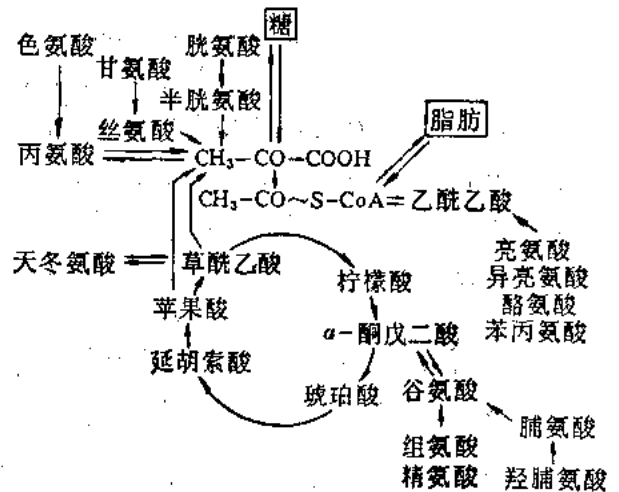 糖
色氨酸
胱氨酸
甘氨酸
半胱氨酸
脂肪
丝氨酸
丙氨酸
CH₃-CO-COOH
CH₃-CO~S-CoA=乙酰乙酸
亮氨酸
异亮氨酸
酪氨酸
苯丙氨酸
天冬氨酸
草酰乙酸
柠檬酸
苹果酸
α-酮戊二酸
延胡索酸
琥珀酸
谷氨酸
脯氨酸
组氨酸
精氨酸
羟脯氨酸